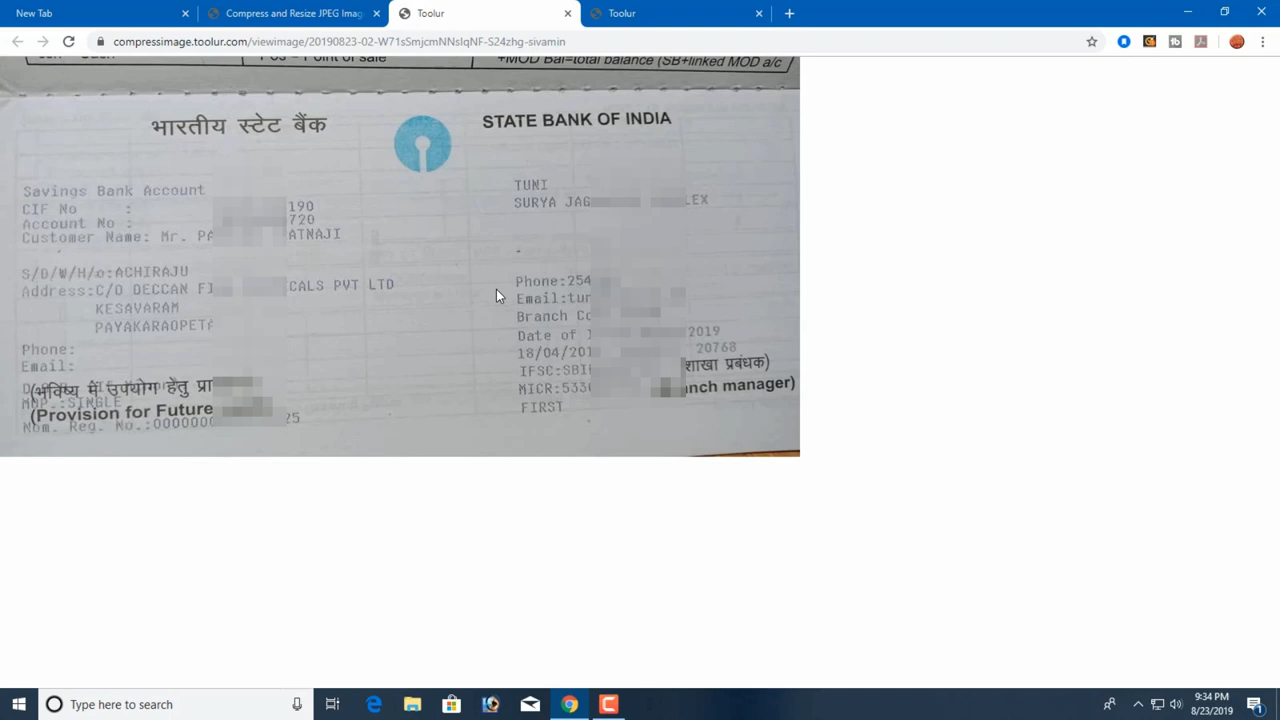 New Tab
Compress and Resize JPEG Imag
Toolur
Toolur
compressimage.toolur.com/viewimage/20190823-02-W71sSmjcmNNsIqNF-S24zhg-sivamin
Pos = Point of sale
+MOD Bal=total balance (SB+linked MOD a/c
भारतीय स्टेट बैंक
STATE BANK OF INDIA
Savings Bank Account
CIF No : 190
Account No : 720
Customer Name: Mr. PA ATNAJI
S/D/W/H/o:ACHIRAJU
Address:C/O DECCAN FI CALS PVT LTD
KESAVARAM
PAYAKARAOPETA
Phone:
Email:
(भविष्य में उपयोग हेतु प्रा
MOP.:SINGLE
(Provision for Future
Nom. Reg. No.:0000000 25
TUNI
SURYA JAG LEX
Phone:254
Email:tun
Branch Co
Date of I 2019
18/04/201 20768
IFSC:SBI
शाखा प्रबंधक)
MICR:533
nch manager)
FIRST
Type here to search
9:34 PM
8/23/2019